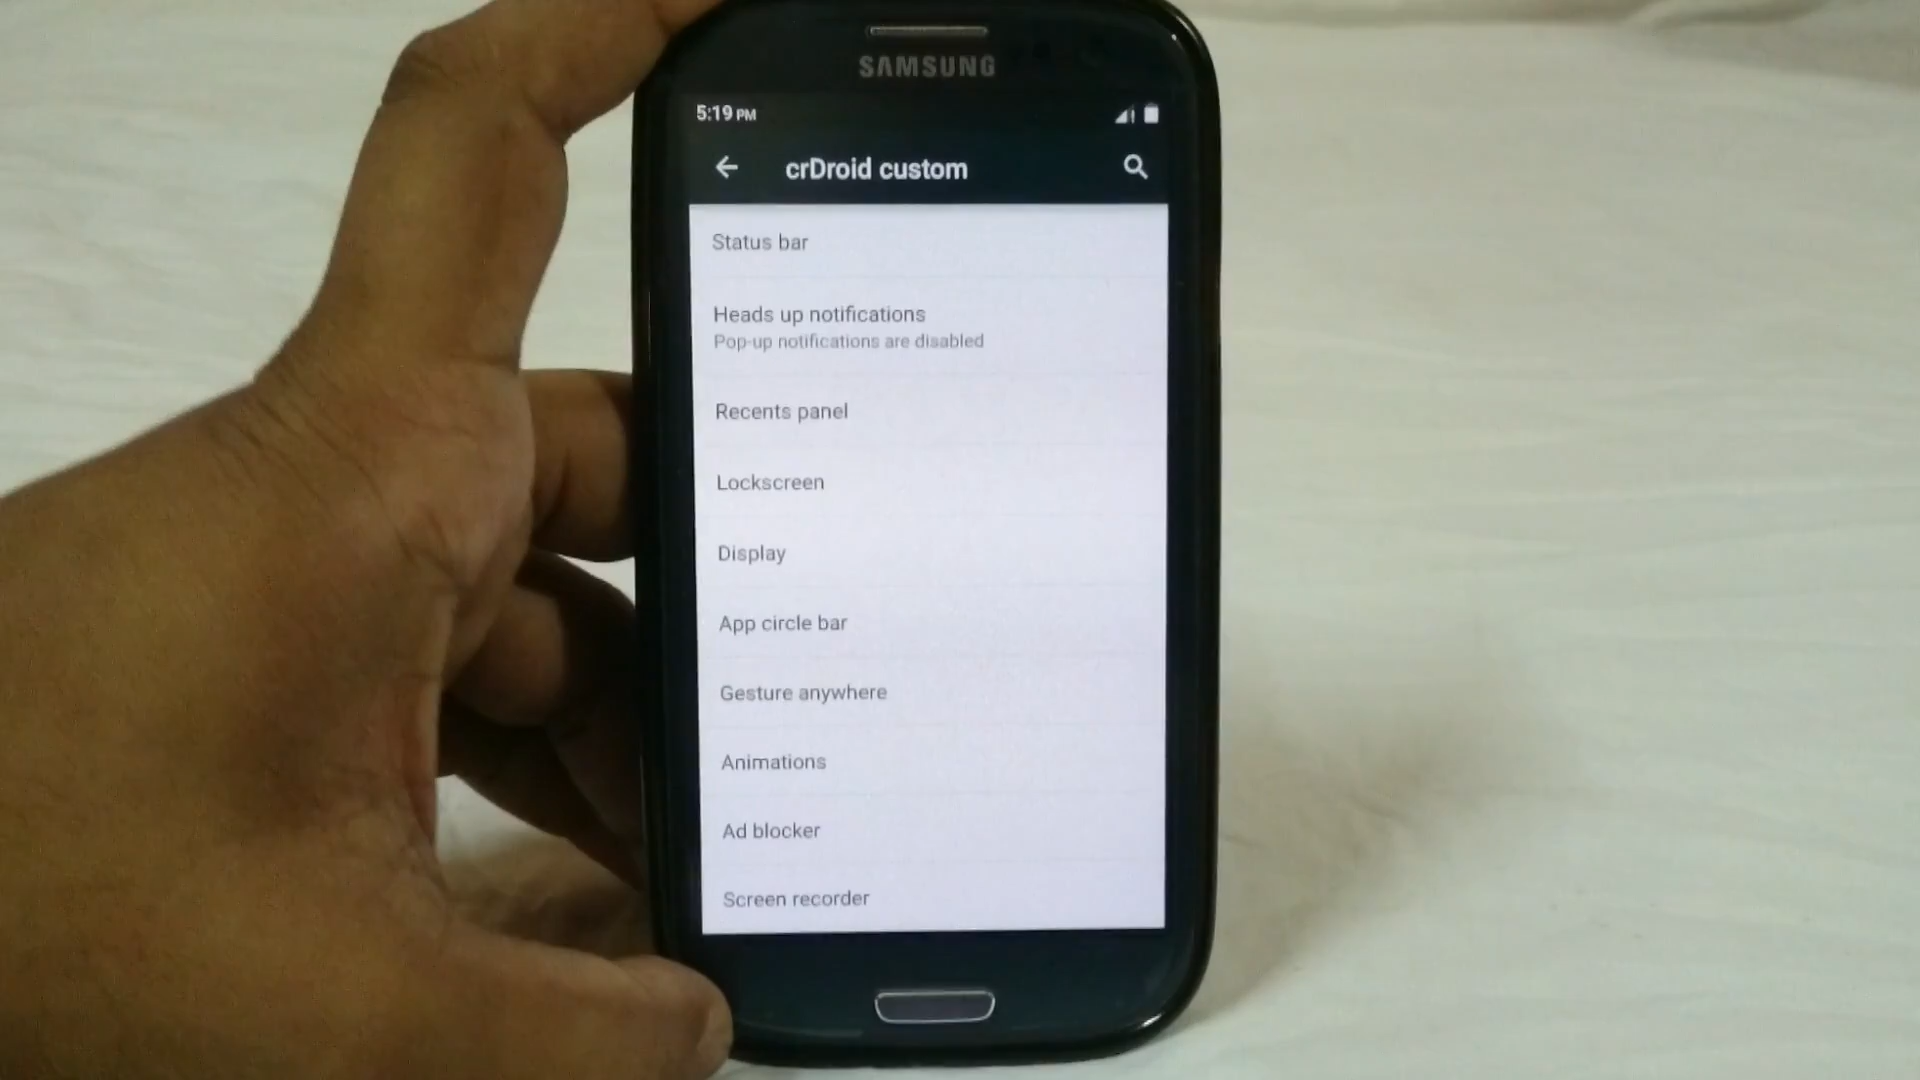 SAMSUNG
5:19 PM
crDroid custom
Status bar
Heads up notifications
Pop-up notifications are disabled
Recents panel
Lockscreen
Display
App circle bar
Gesture anywhere
Animations
Ad blocker
Screen recorder